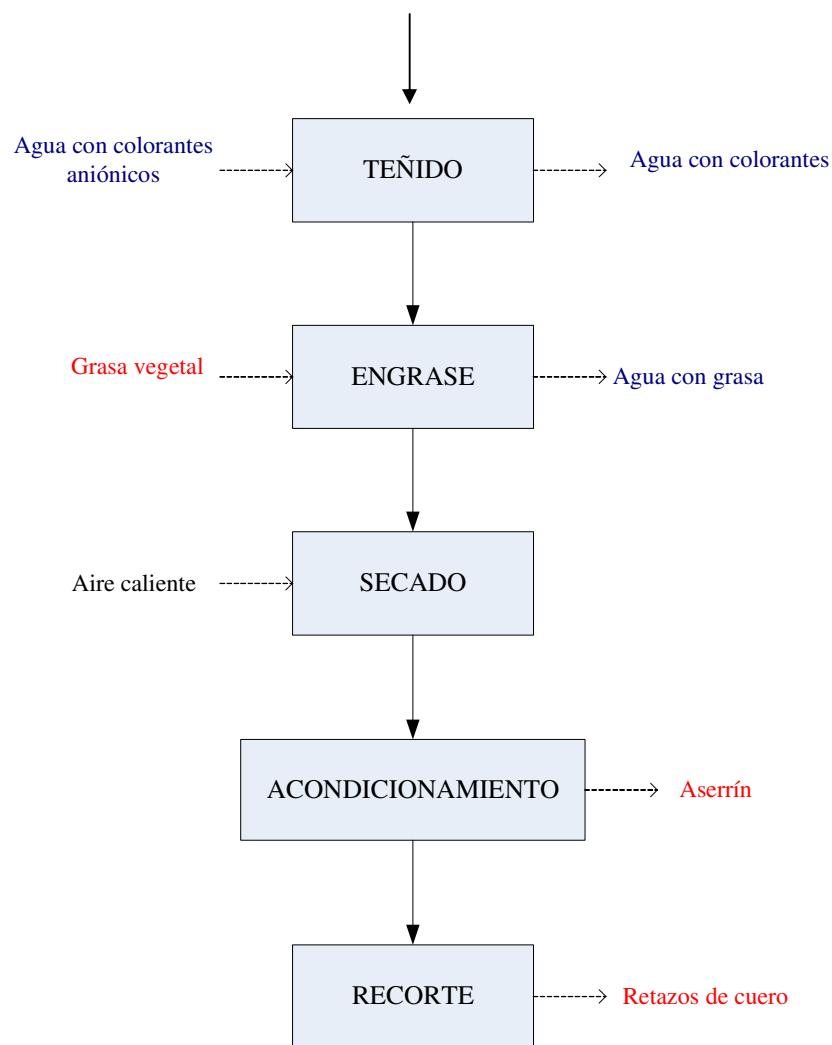 Agua con colorantes
aniónicos
TEÑIDO
Agua con colorantes
Grasa vegetal
ENGRASE
Agua con grasa
Aire caliente
SECADO
ACONDICIONAMIENTO
Aserrín
RECORTE
Retazos de cuero